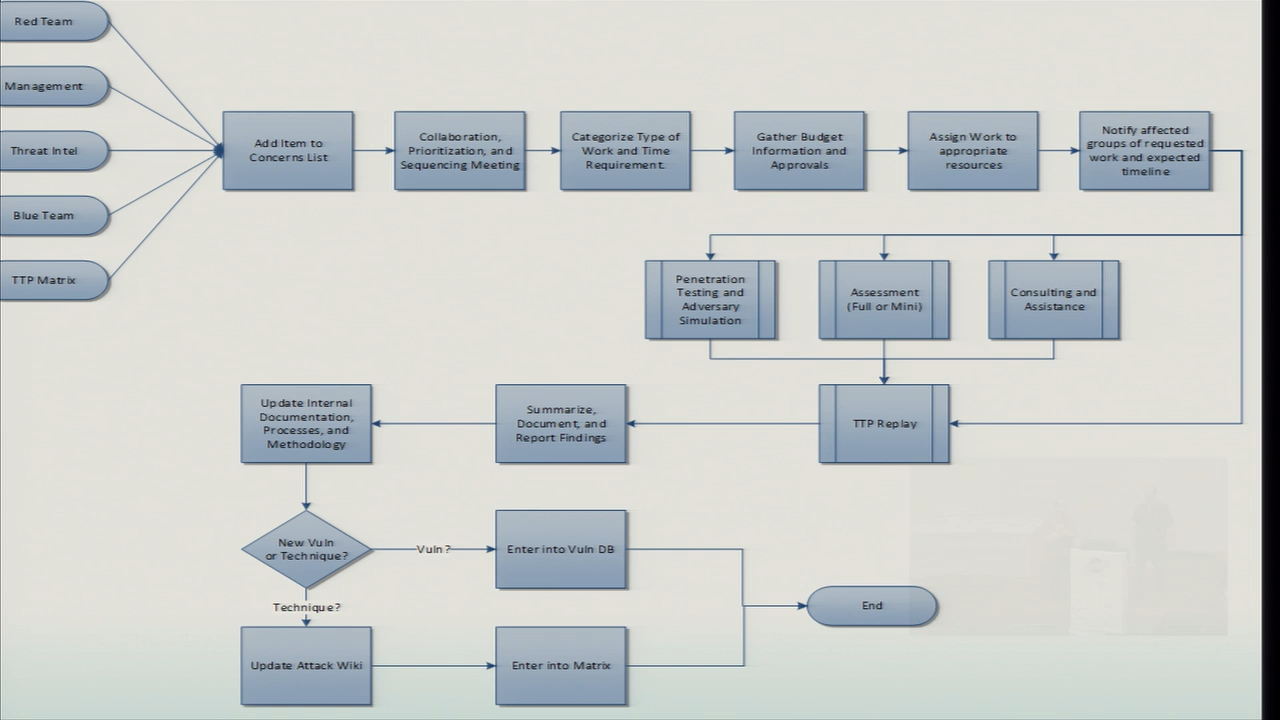 Red Team
Management
Threat Intel
Blue Team
TTP Matrix
Add Item to
Concerns List
Collaboration,
Prioritization, and
Sequencing Meeting
Categorize Type of
Work and Time
Requirement.
Gather Budget
Information and
Approvals
Assign Work to
appropriate
resources
Notify affected
groups of requested
work and expected
timeline
Penetration
Testing and
Adversary
Simulation
Assessment
(Full or Mini)
Consulting and
Assistance
TTP Replay
Summarize,
Document, and
Report Findings
Update Internal
Documentation,
Processes, and
Methodology
New Vuln
or Technique?
Vuln?
Enter into Vuln DB
Technique?
Update Attack Wiki
Enter into Matrix
End